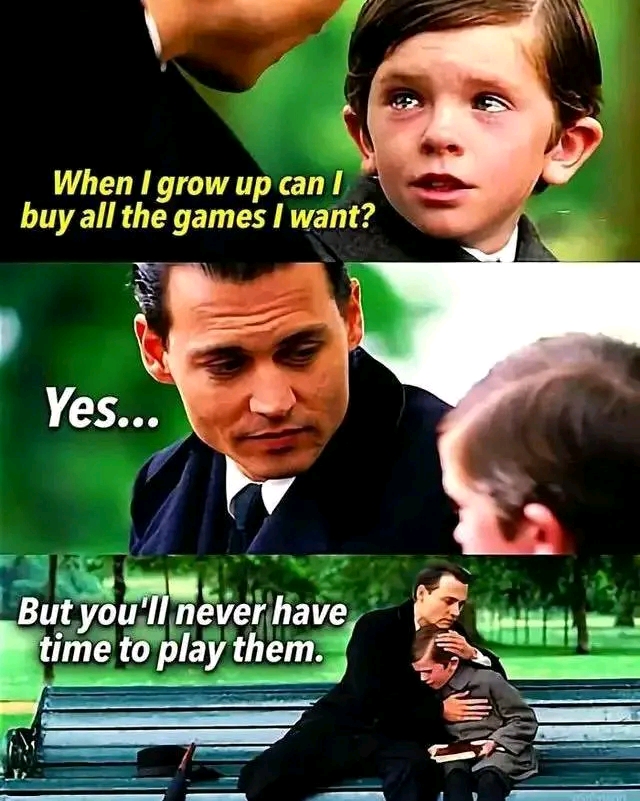 When I grow up can I
buy all the games I want?
Yes...
But you'll never have
time to play them.